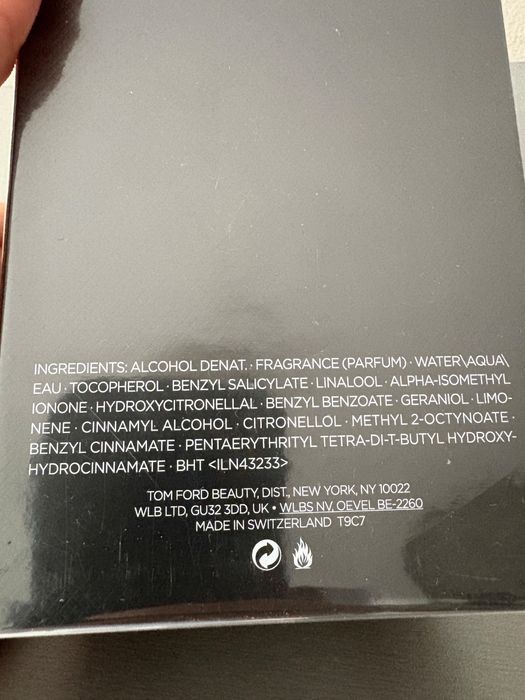 INGREDIENTS: ALCOHOL DENAT. · FRAGRANCE (PARFUM) · WATER\AQUA\
EAU · TOCOPHEROL · BENZYL SALICYLATE · LINALOOL · ALPHA-ISOMETHYL
IONONE · HYDROXYCITRONELLAL · BENZYL BENZOATE · GERANIOL · LIMO-
NENE · CINNAMYL ALCOHOL · CITRONELLOL · METHYL 2-OCTYNOATE ·
BENZYL CINNAMATE · PENTAERYTHRITYL TETRA-DI-T-BUTYL HYDROXY-
HYDROCINNAMATE · BHT <ILN43233>
TOM FORD BEAUTY, DIST., NEW YORK, NY 10022
WLB LTD, GU32 3DD, UK • WLBS NV, OEVEL BE-2260
MADE IN SWITZERLAND T9C7